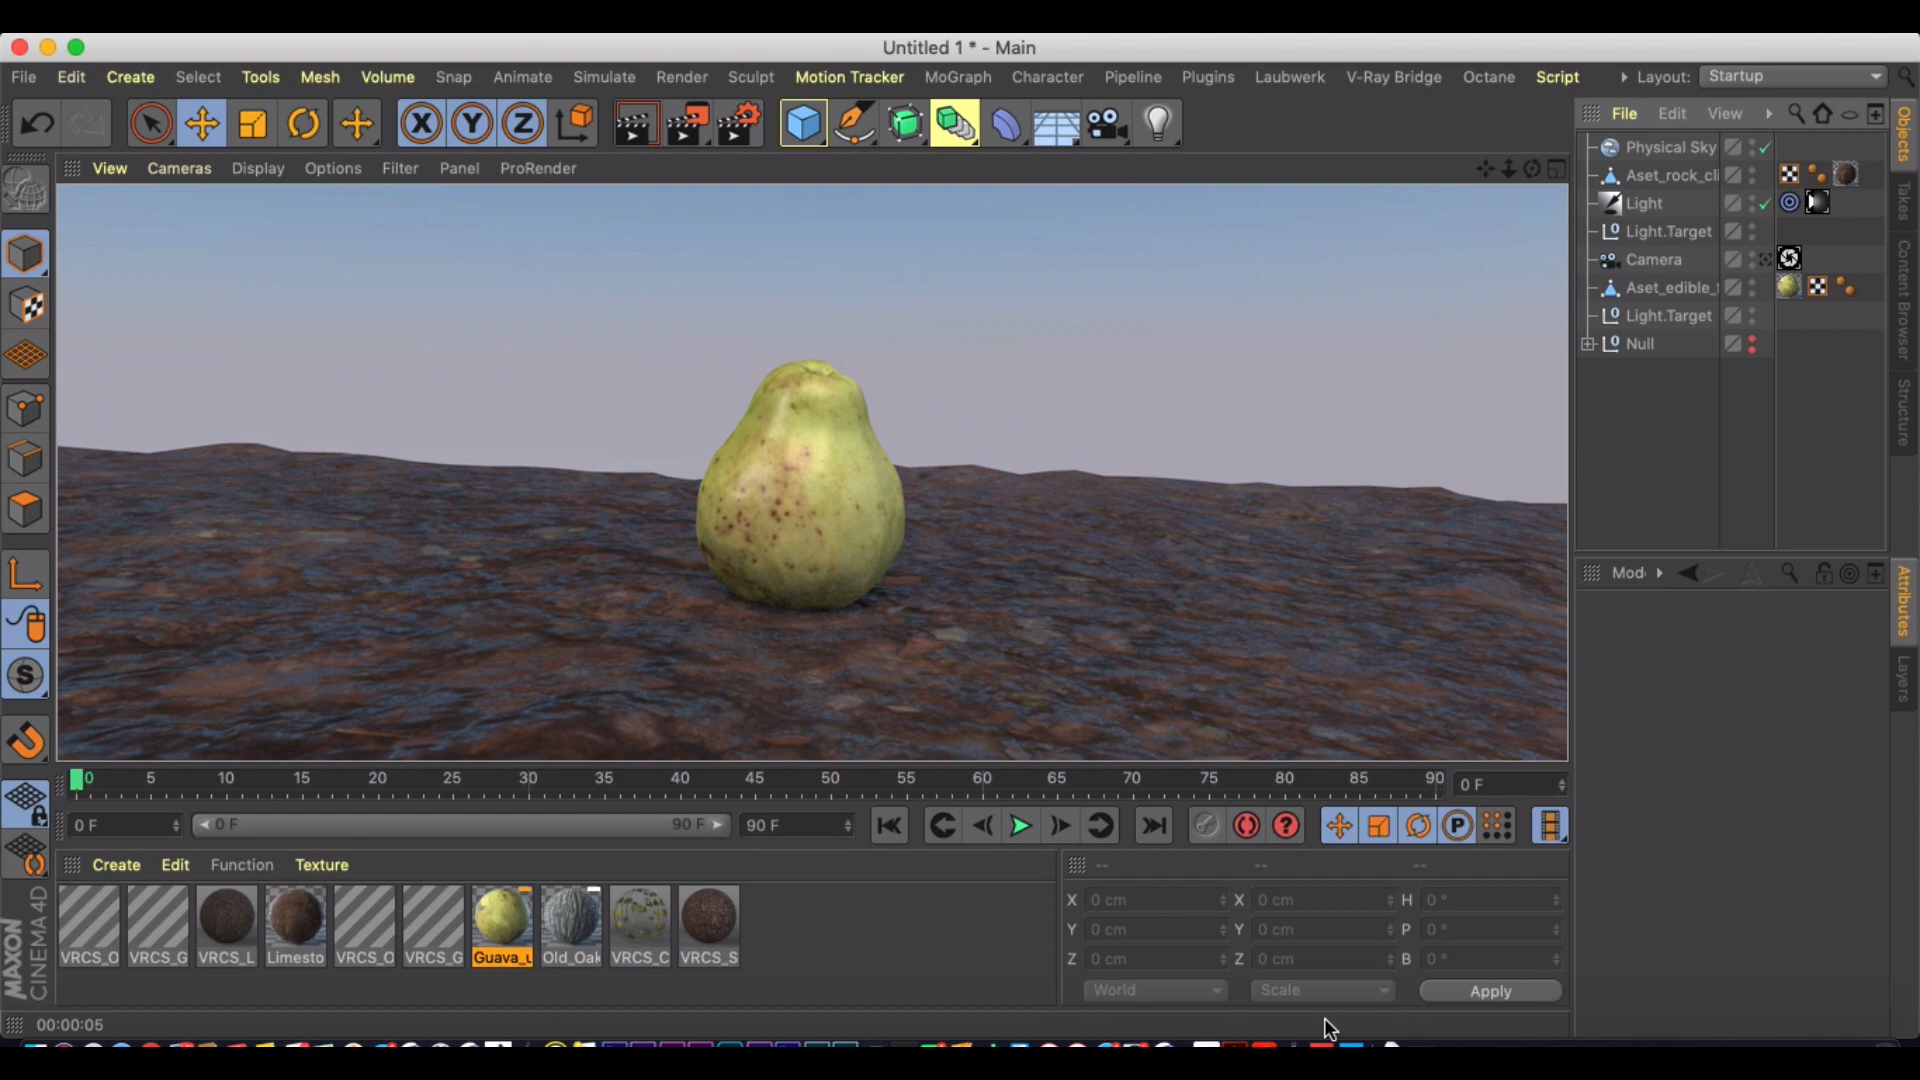 Untitled 1 * - Main
File Edit Create Select Tools Mesh Volume Snap Animate Simulate Render Sculpt Motion Tracker MoGraph Character Pipeline Plugins Laubwerk V-Ray Bridge Octane Script Layout: Startup
View Cameras Display Options Filter Panel ProRender
File Edit View
Physical Sky
Aset_rock_cli
Light
Light.Target
Camera
Aset_edible_
Light.Target
Null
Objects
Takes
Content Browser
Structure
Mod
Attributes
Layers
0 5 10 15 20 25 30 35 40 45 50 55 60 65 70 75 80 85 90 0 F
0 F 0 F 90 F 90 F
Create Edit Function Texture
-- -- --
X 0 cm X 0 cm H 0 °
Y 0 cm Y 0 cm P 0 °
Z 0 cm Z 0 cm B 0 °
World Scale Apply
VRCS_O VRCS_G VRCS_L Limesto VRCS_O VRCS_G Guava_u Old_Oak VRCS_C VRCS_S
MAXON
CINEMA 4D
00:00:05